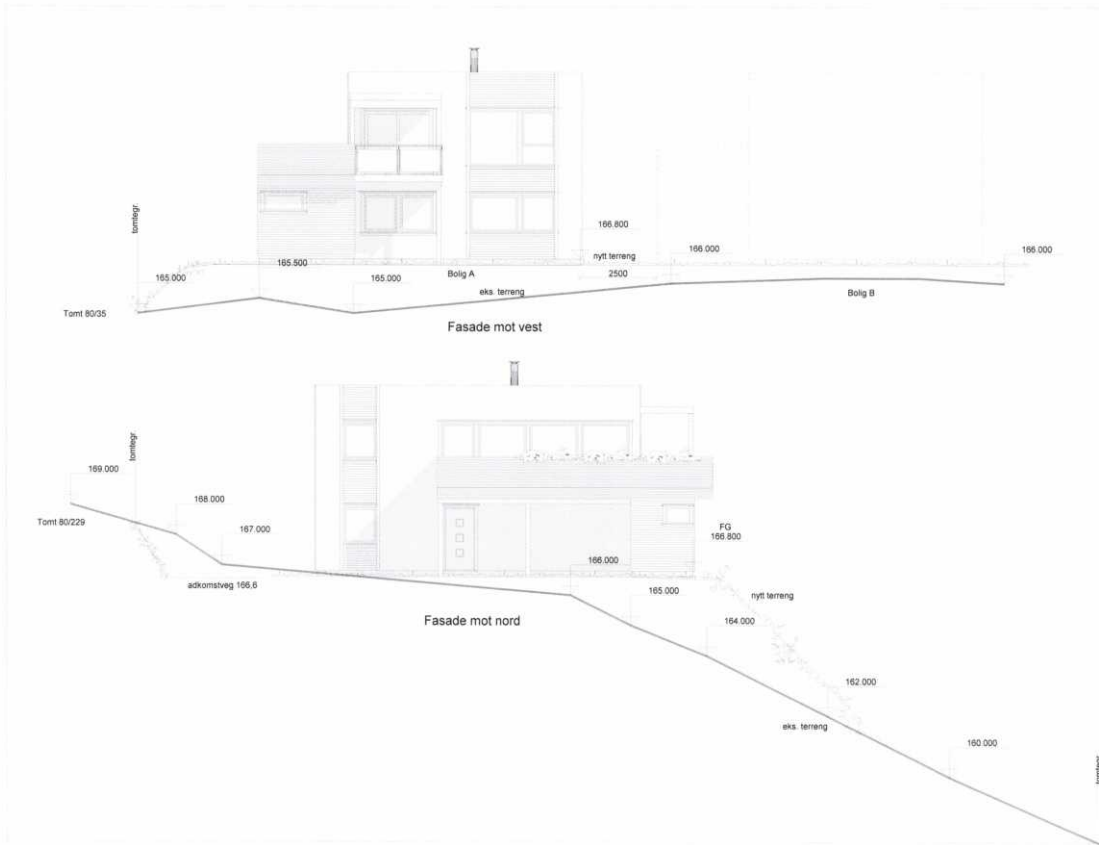 tomtegr.
166.800
nytt terreng
2500
166.000
166.000
165.000
165.500
165.000
Bolig A
eks. terreng
Bolig B
Tomt 80/35
Fasade mot vest
tomtegr.
169.000
168.000
Tomt 80/229
167.000
FG
166.800
166.000
adkomstveg 166,6
165.000
nytt terreng
Fasade mot nord
164.000
162.000
eks. terreng
160.000
tomtegr.